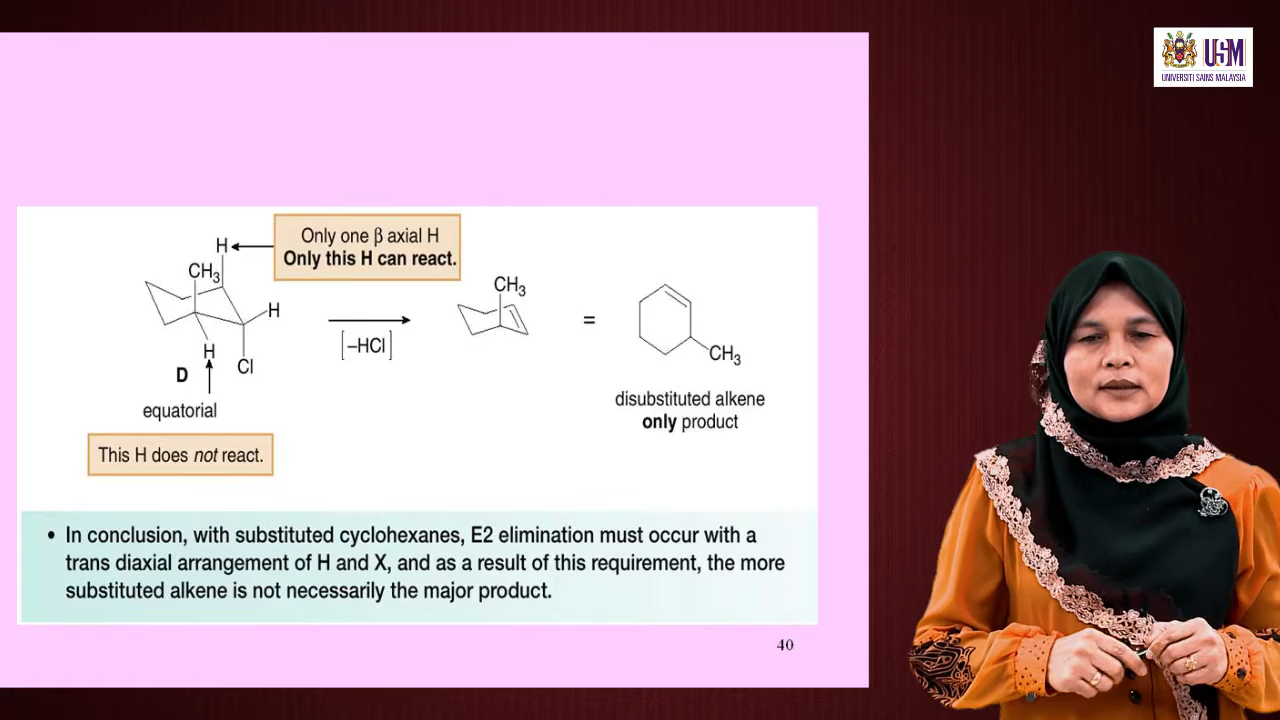 USM
UNIVERSITI SAINS MALAYSIA
Only one β axial H
Only this H can react.
H
CH3
H
H
Cl
D
equatorial
This H does not react.
[−HCl]
CH3
=
CH3
disubstituted alkene
only product
• In conclusion, with substituted cyclohexanes, E2 elimination must occur with a
trans diaxial arrangement of H and X, and as a result of this requirement, the more
substituted alkene is not necessarily the major product.
40